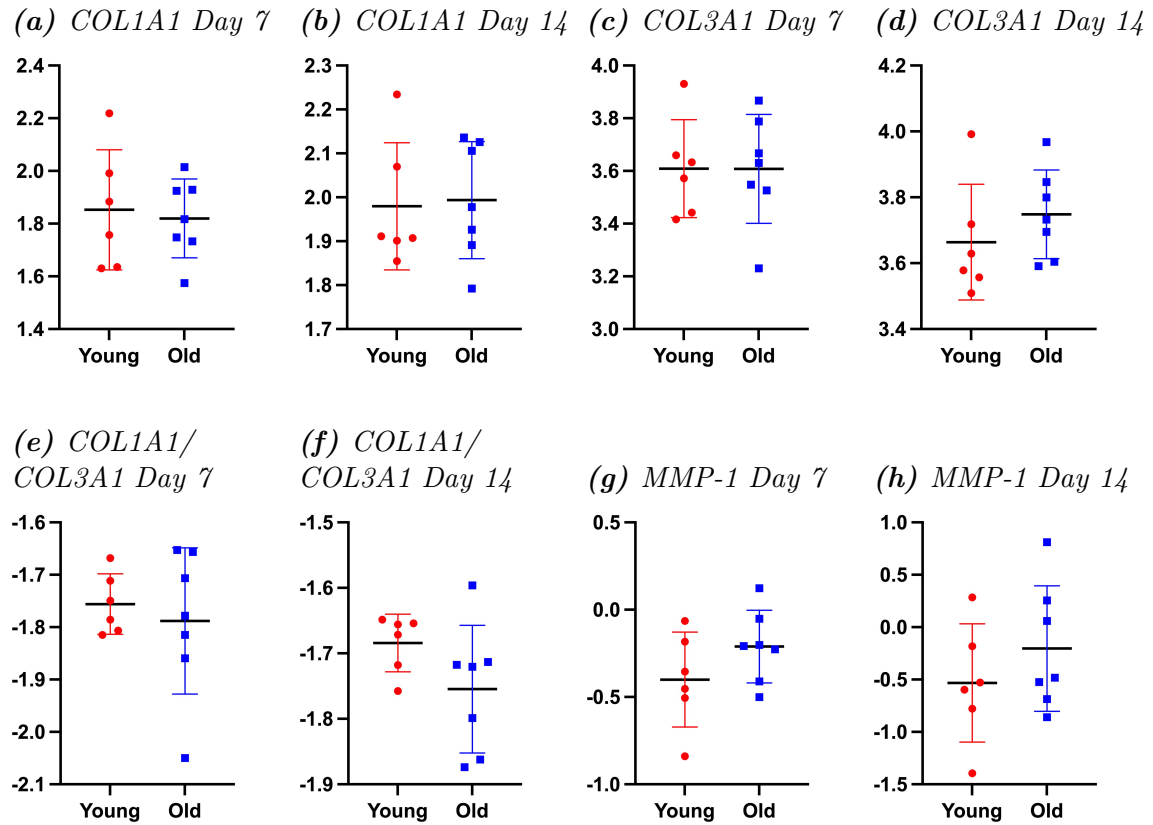 (a) COL1A1 Day 7
2.4
2.2
2.0
1.8
1.6
1.4
Young Old
(b) COL1A1 Day 14
2.3
2.2
2.1
2.0
1.9
1.8
1.7
Young Old
(c) COL3A1 Day 7
4.0
3.8
3.6
3.4
3.2
3.0
Young Old
(d) COL3A1 Day 14
4.2
4.0
3.8
3.6
3.4
Young Old
(e) COL1A1/
COL3A1 Day 7
-1.6
-1.7
-1.8
-1.9
-2.0
-2.1
Young Old
(f) COL1A1/
COL3A1 Day 14
-1.5
-1.6
-1.7
-1.8
-1.9
Young Old
(g) MMP-1 Day 7
0.5
0.0
-0.5
-1.0
Young Old
(h) MMP-1 Day 14
1.0
0.5
0.0
-0.5
-1.0
-1.5
Young Old